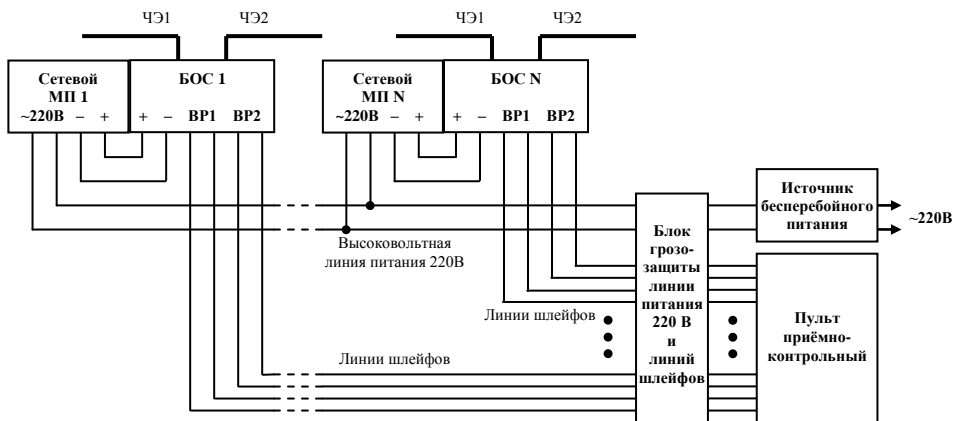 ЧЭ1
ЧЭ2
ЧЭ1
ЧЭ2
Сетевой
МП 1
~220В – +
БОС 1
+ – ВР1 ВР2
Сетевой
МП N
~220В – +
БОС N
+ – ВР1 ВР2
Высоковольтная
линия питания 220В
Линии шлейфов
Линии шлейфов
Блок
грозо-
защиты
линии
питания
220 В
и
линий
шлейфов
Источник
бесперебойного
питания
~220В
Пульт
приёмно-
контрольный